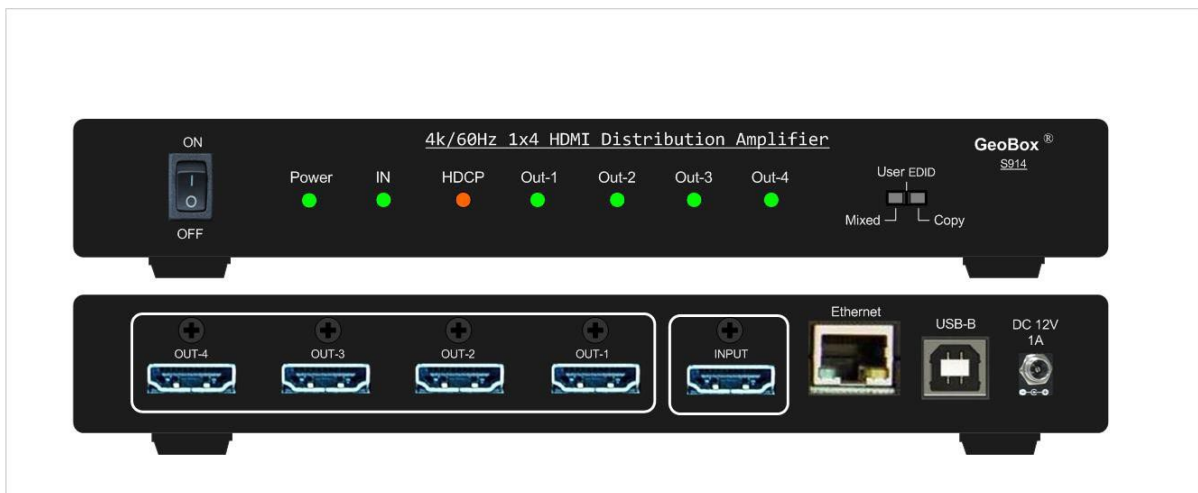 4k/60Hz 1x4 HDMI Distribution Amplifier
ON
OFF
Power IN HDCP Out-1 Out-2 Out-3 Out-4
User EDID
Mixed Copy
GeoBox ®
S914
OUT-4 OUT-3 OUT-2 OUT-1 INPUT
Ethernet
USB-B
DC 12V
1A